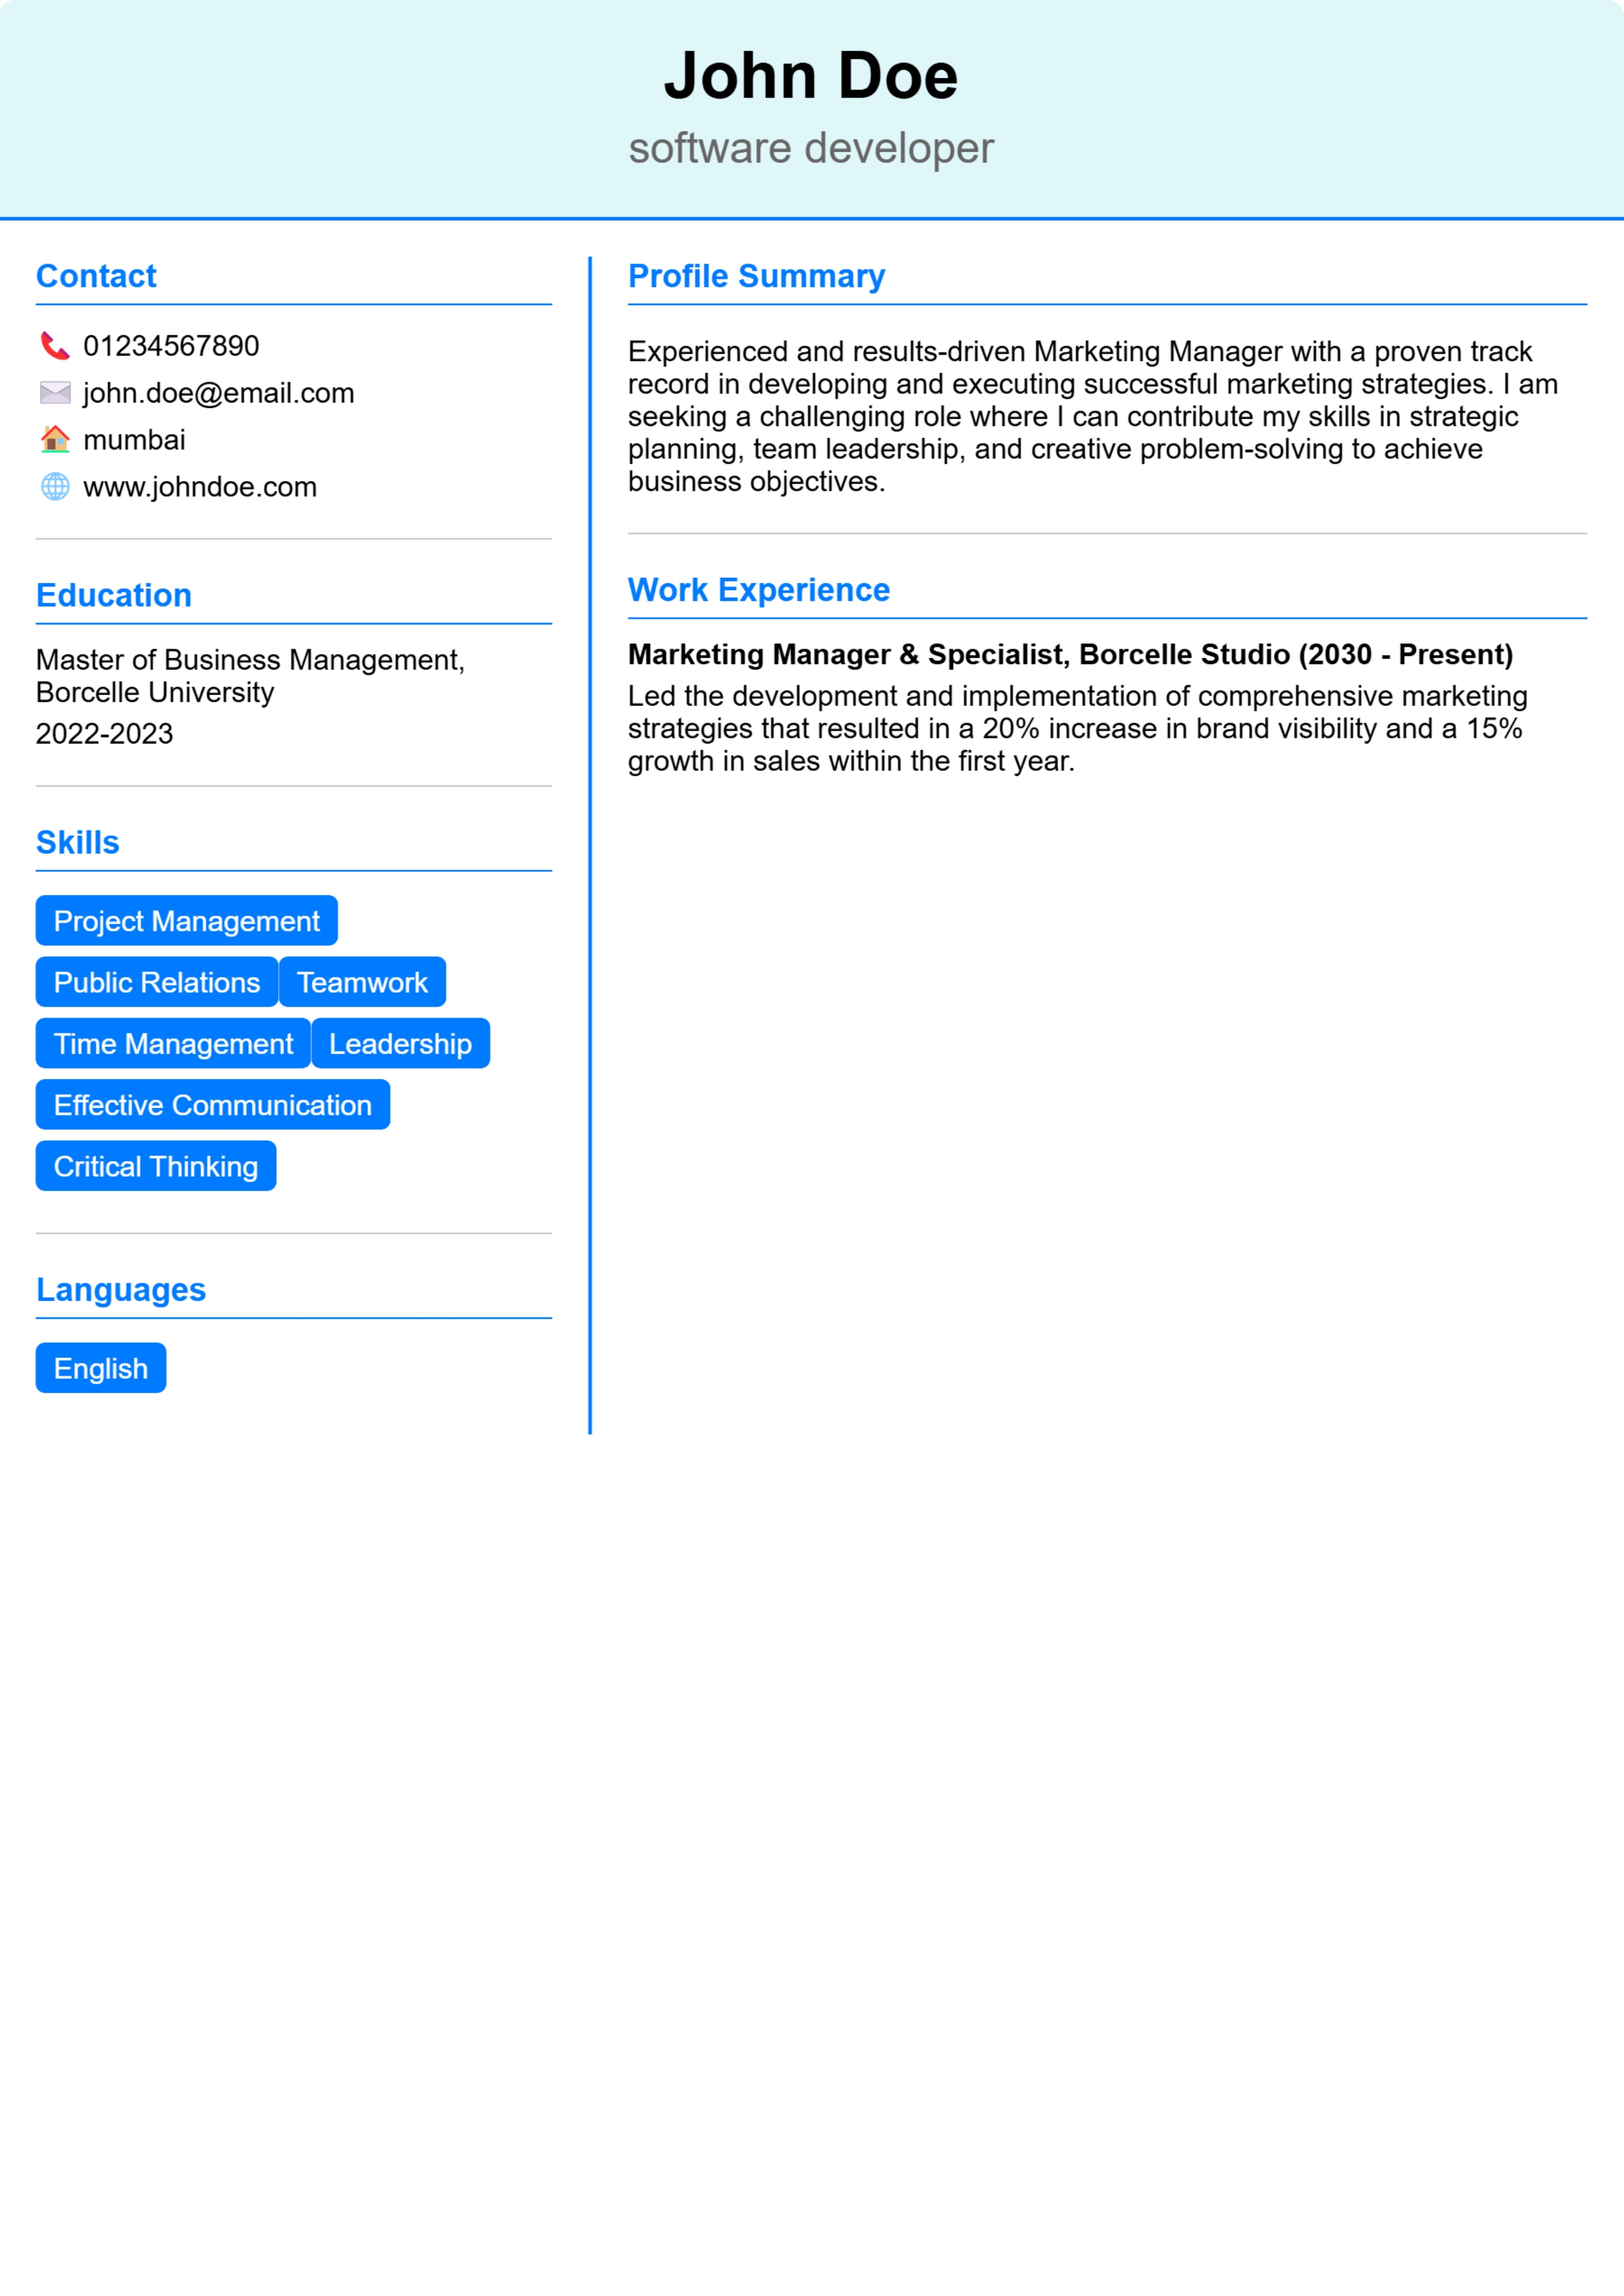 John Doe
software developer
Contact
01234567890
john.doe@email.com
mumbai
www.johndoe.com
Education
Master of Business Management,
Borcelle University
2022-2023
Skills
Project Management
Public Relations Teamwork
Time Management Leadership
Effective Communication
Critical Thinking
Languages
English
Profile Summary
Experienced and results-driven Marketing Manager with a proven track
record in developing and executing successful marketing strategies. I am
seeking a challenging role where I can contribute my skills in strategic
planning, team leadership, and creative problem-solving to achieve
business objectives.
Work Experience
Marketing Manager & Specialist, Borcelle Studio (2030 - Present)
Led the development and implementation of comprehensive marketing
strategies that resulted in a 20% increase in brand visibility and a 15%
growth in sales within the first year.